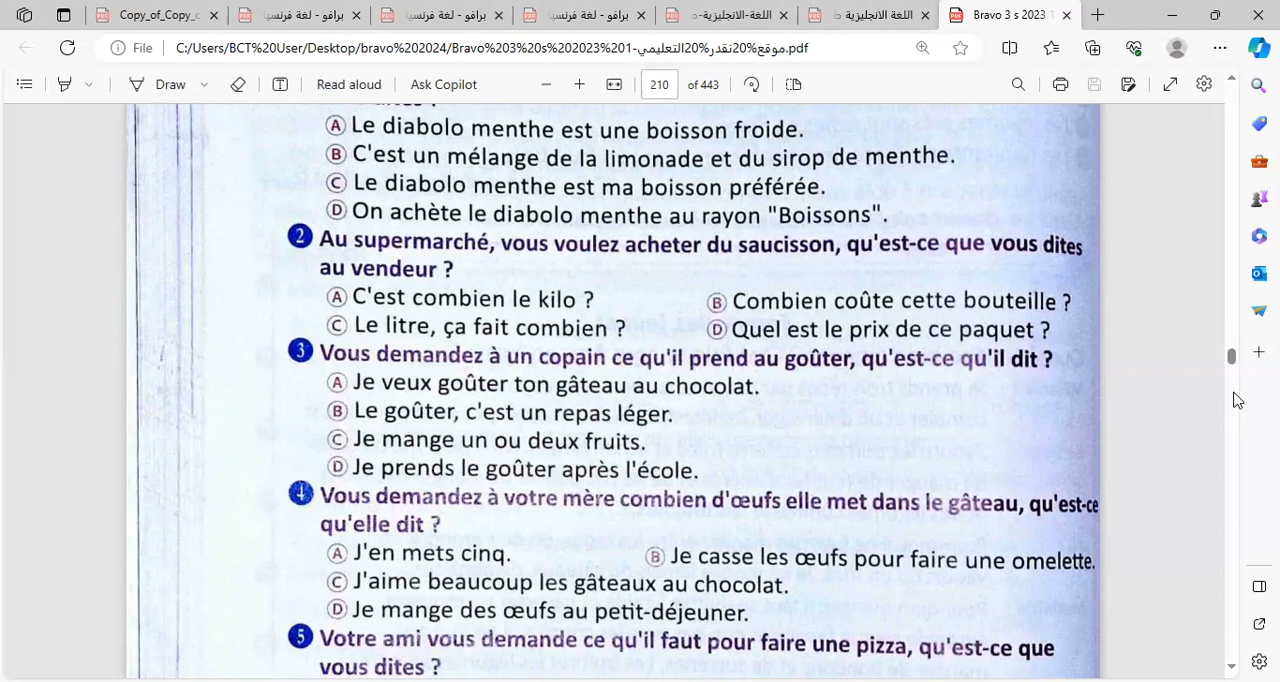 Copy_of_Copy_c
برافو - لغة فرنسيا
برافو - لغة فرنسيا
برافو - لغة فرنسيا
اللغة-الانجليزية-ص
اللغة الانجليزية ص
Bravo 3 s 2023 1
File C:/Users/BCT%20User/Desktop/bravo%202024/Bravo%203%20s%202023%201-موقع%20نقدر%20التعليمي.pdf
Draw Read aloud Ask Copilot 210 of 443
A Le diabolo menthe est une boisson froide.
B C'est un mélange de la limonade et du sirop de menthe.
C Le diabolo menthe est ma boisson préférée.
D On achète le diabolo menthe au rayon "Boissons".
2 Au supermarché, vous voulez acheter du saucisson, qu'est-ce que vous dites
au vendeur ?
A C'est combien le kilo ? B Combien coûte cette bouteille ?
C Le litre, ça fait combien ? D Quel est le prix de ce paquet ?
3 Vous demandez à un copain ce qu'il prend au goûter, qu'est-ce qu'il dit ?
A Je veux goûter ton gâteau au chocolat.
B Le goûter, c'est un repas léger.
C Je mange un ou deux fruits.
D Je prends le goûter après l'école.
4 Vous demandez à votre mère combien d'œufs elle met dans le gâteau, qu'est-ce
qu'elle dit ?
A J'en mets cinq. B Je casse les œufs pour faire une omelette.
C J'aime beaucoup les gâteaux au chocolat.
D Je mange des œufs au petit-déjeuner.
5 Votre ami vous demande ce qu'il faut pour faire une pizza, qu'est-ce que
vous dites ?